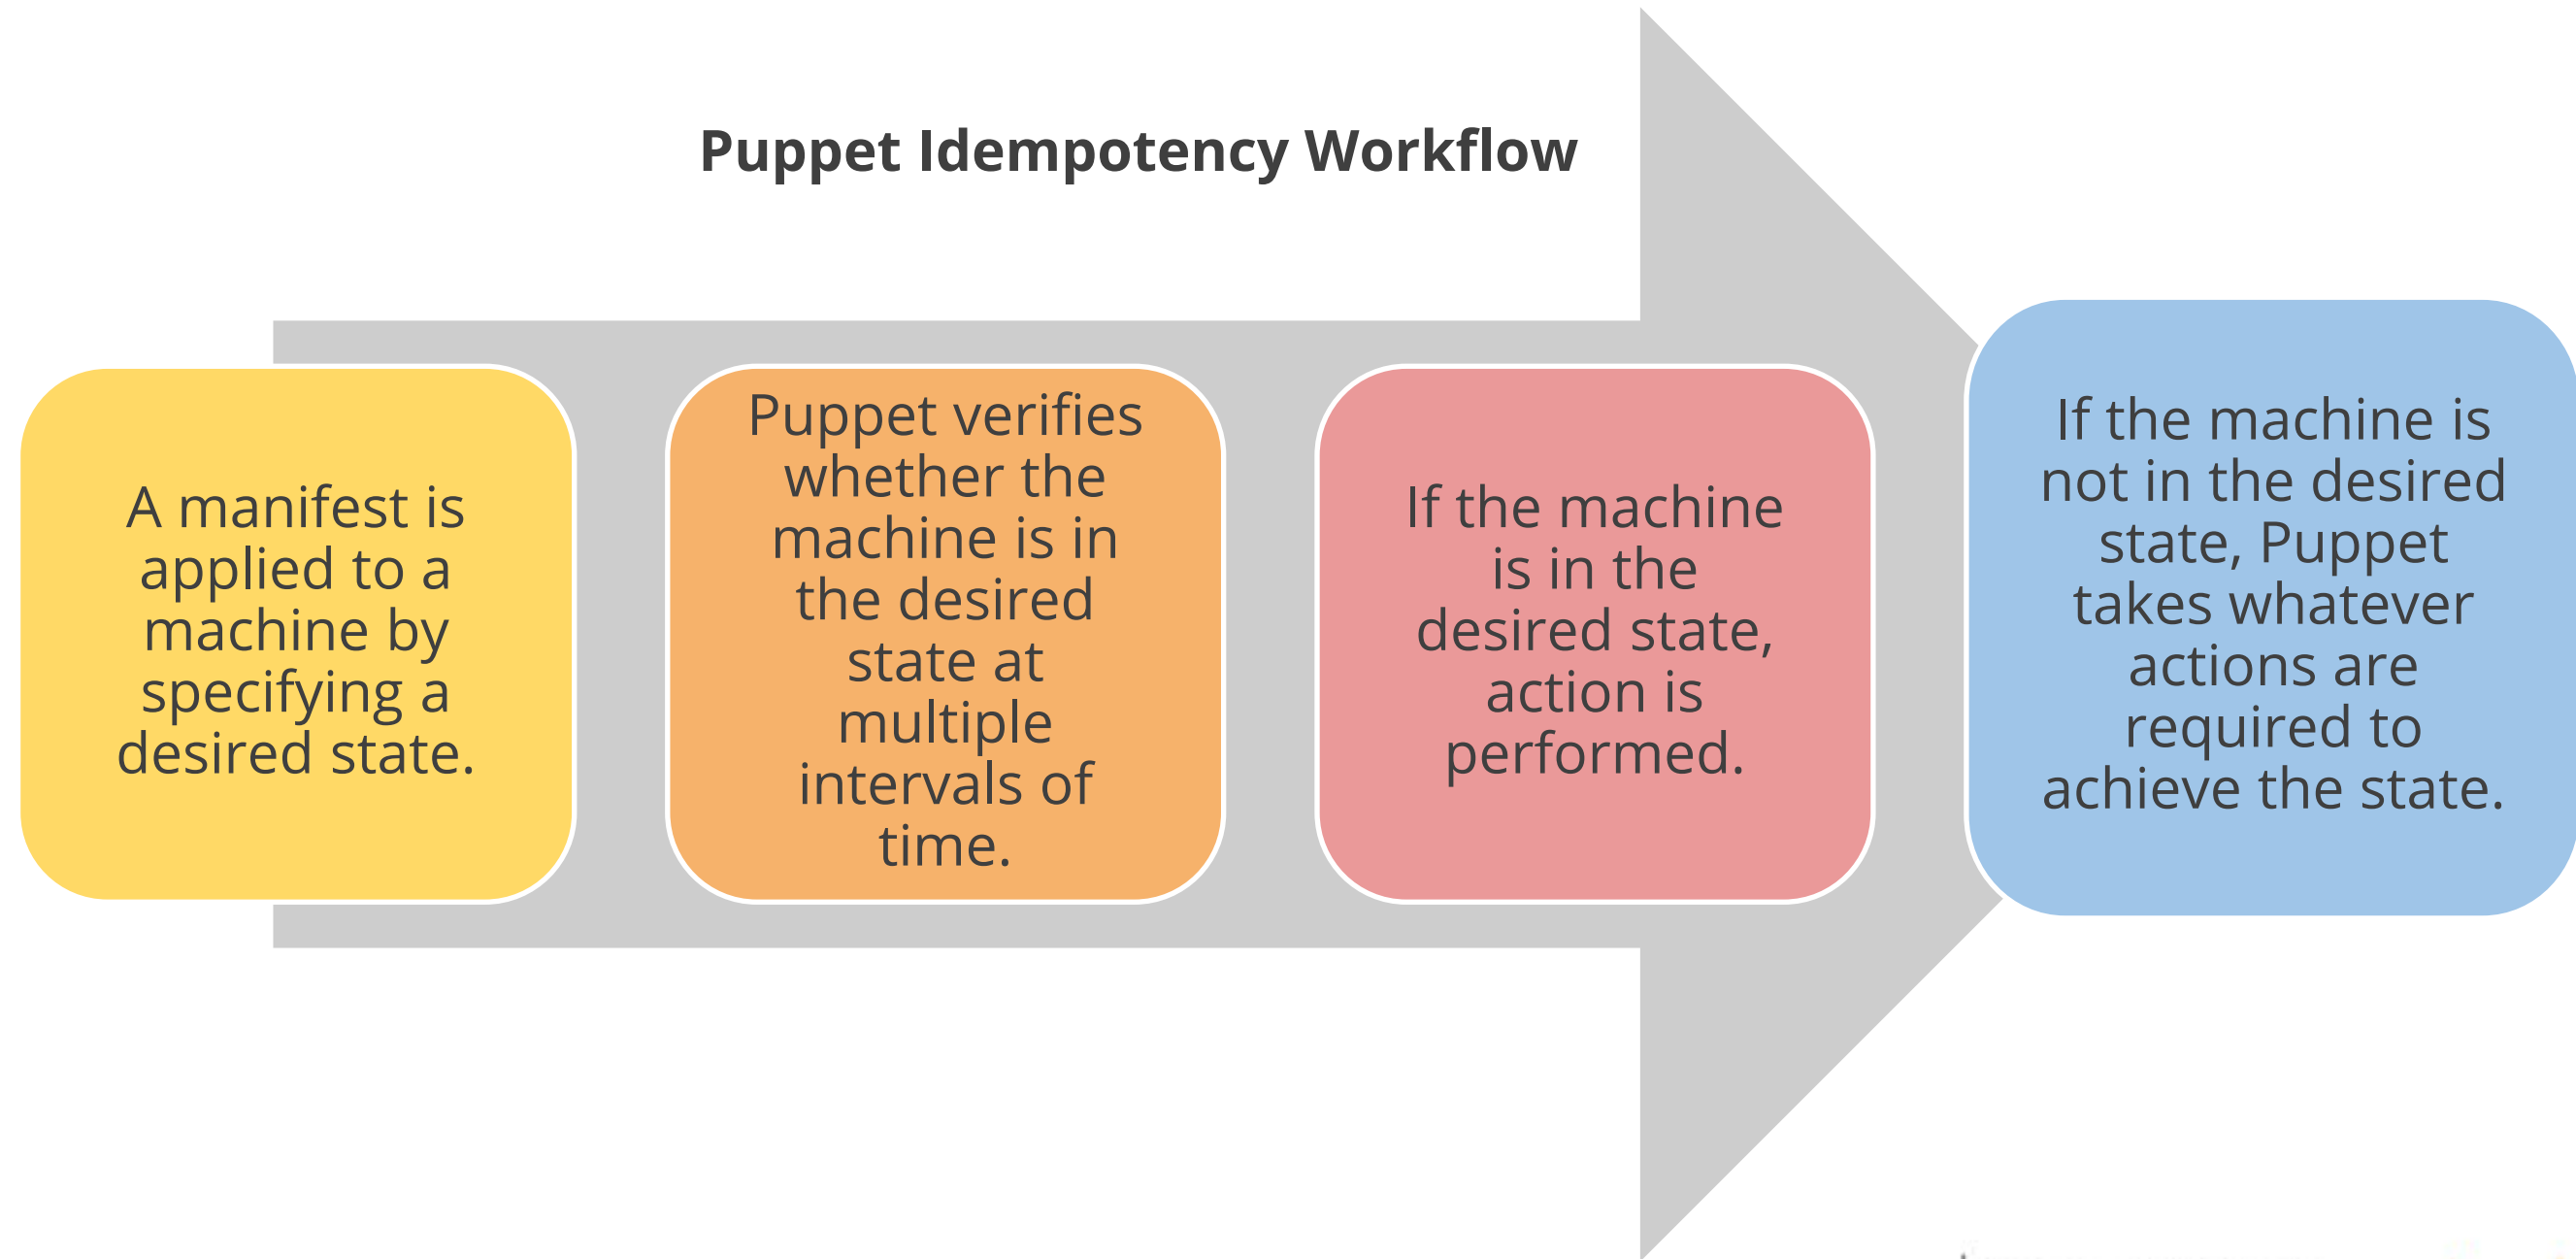 Puppet Idempotency Workflow
A manifest is
applied to a
machine by
specifying a
desired state.
Puppet verifies
whether the
machine is in
the desired
state at
multiple
intervals of
time.
If the machine
is in the
desired state,
action is
performed.
If the machine is
not in the desired
state, Puppet
takes whatever
actions are
required to
achieve the state.